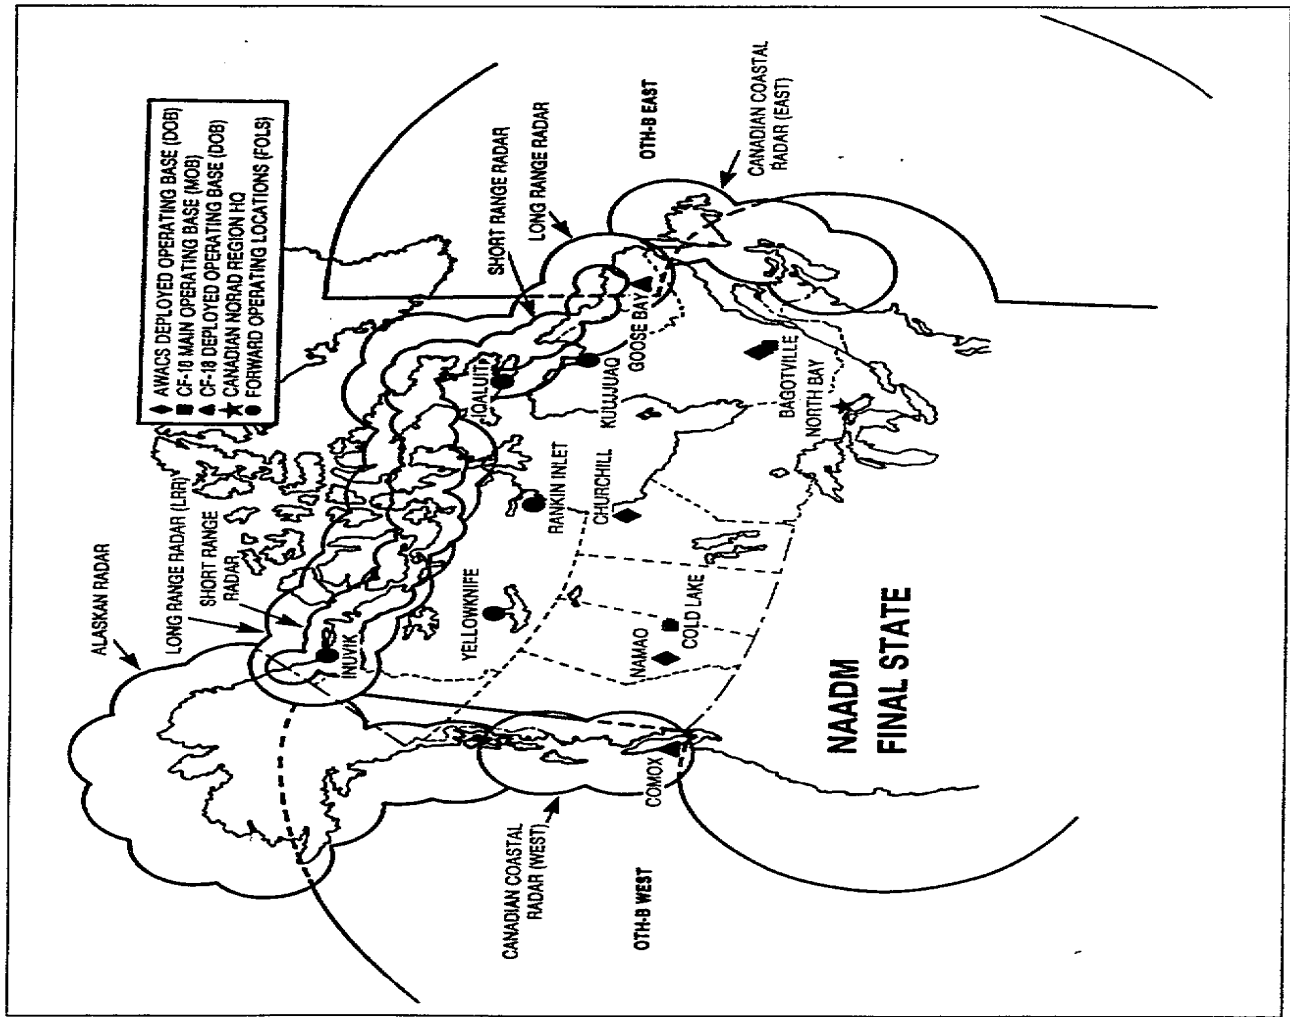 ALASKAN RADAR
LONG RANGE RADAR (LRR)
SHORT RANGE
RADAR
AWACS DEPLOYED OPERATING BASE (DOB)
CF-18 MAIN OPERATING BASE (MOB)
CF-18 DEPLOYED OPERATING BASE (DOB)
CANADIAN NORAD REGION HQ
FORWARD OPERATING LOCATIONS (FOLS)
SHORT RANGE RADAR
LONG RANGE RADAR
OTH-B EAST
CANADIAN COASTAL
RADAR (EAST)
INUVIK
YELLOWKNIFE
RANKIN INLET
IQALUIT
KUUJJUAQ
GOOSE BAY
CHURCHILL
BAGOTVILLE
NORTH BAY
NAMAO
COLD LAKE
COMOX
CANADIAN COASTAL
RADAR (WEST)
OTH-B WEST
NAADM
FINAL STATE